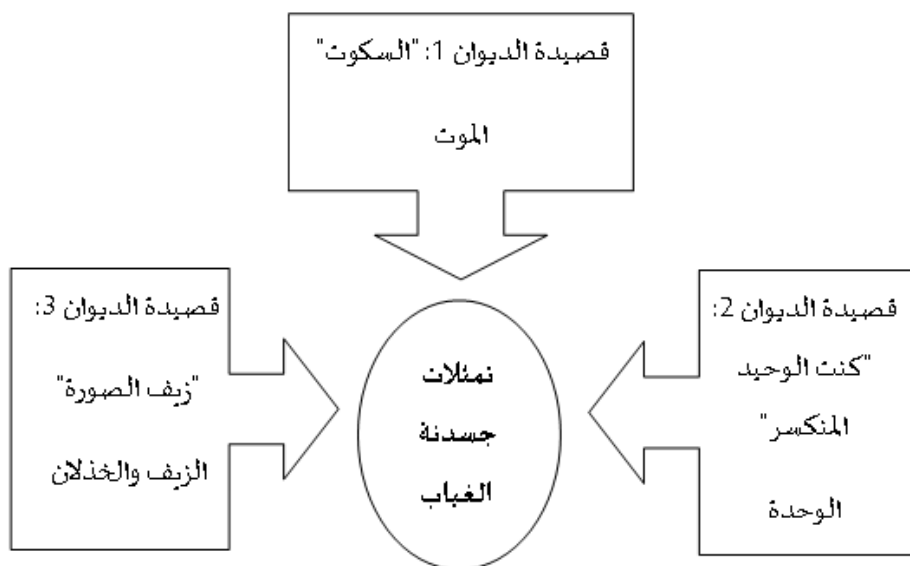 قصيدة الديوان 1: "السكوت"
الموت
قصيدة الديوان 2:
"كنت الوحيد
المنكسر"
الوحدة
قصيدة الديوان 3:
"زيف الصورة"
الزيف والخذلان
تمثلات
جسدنة
الغياب